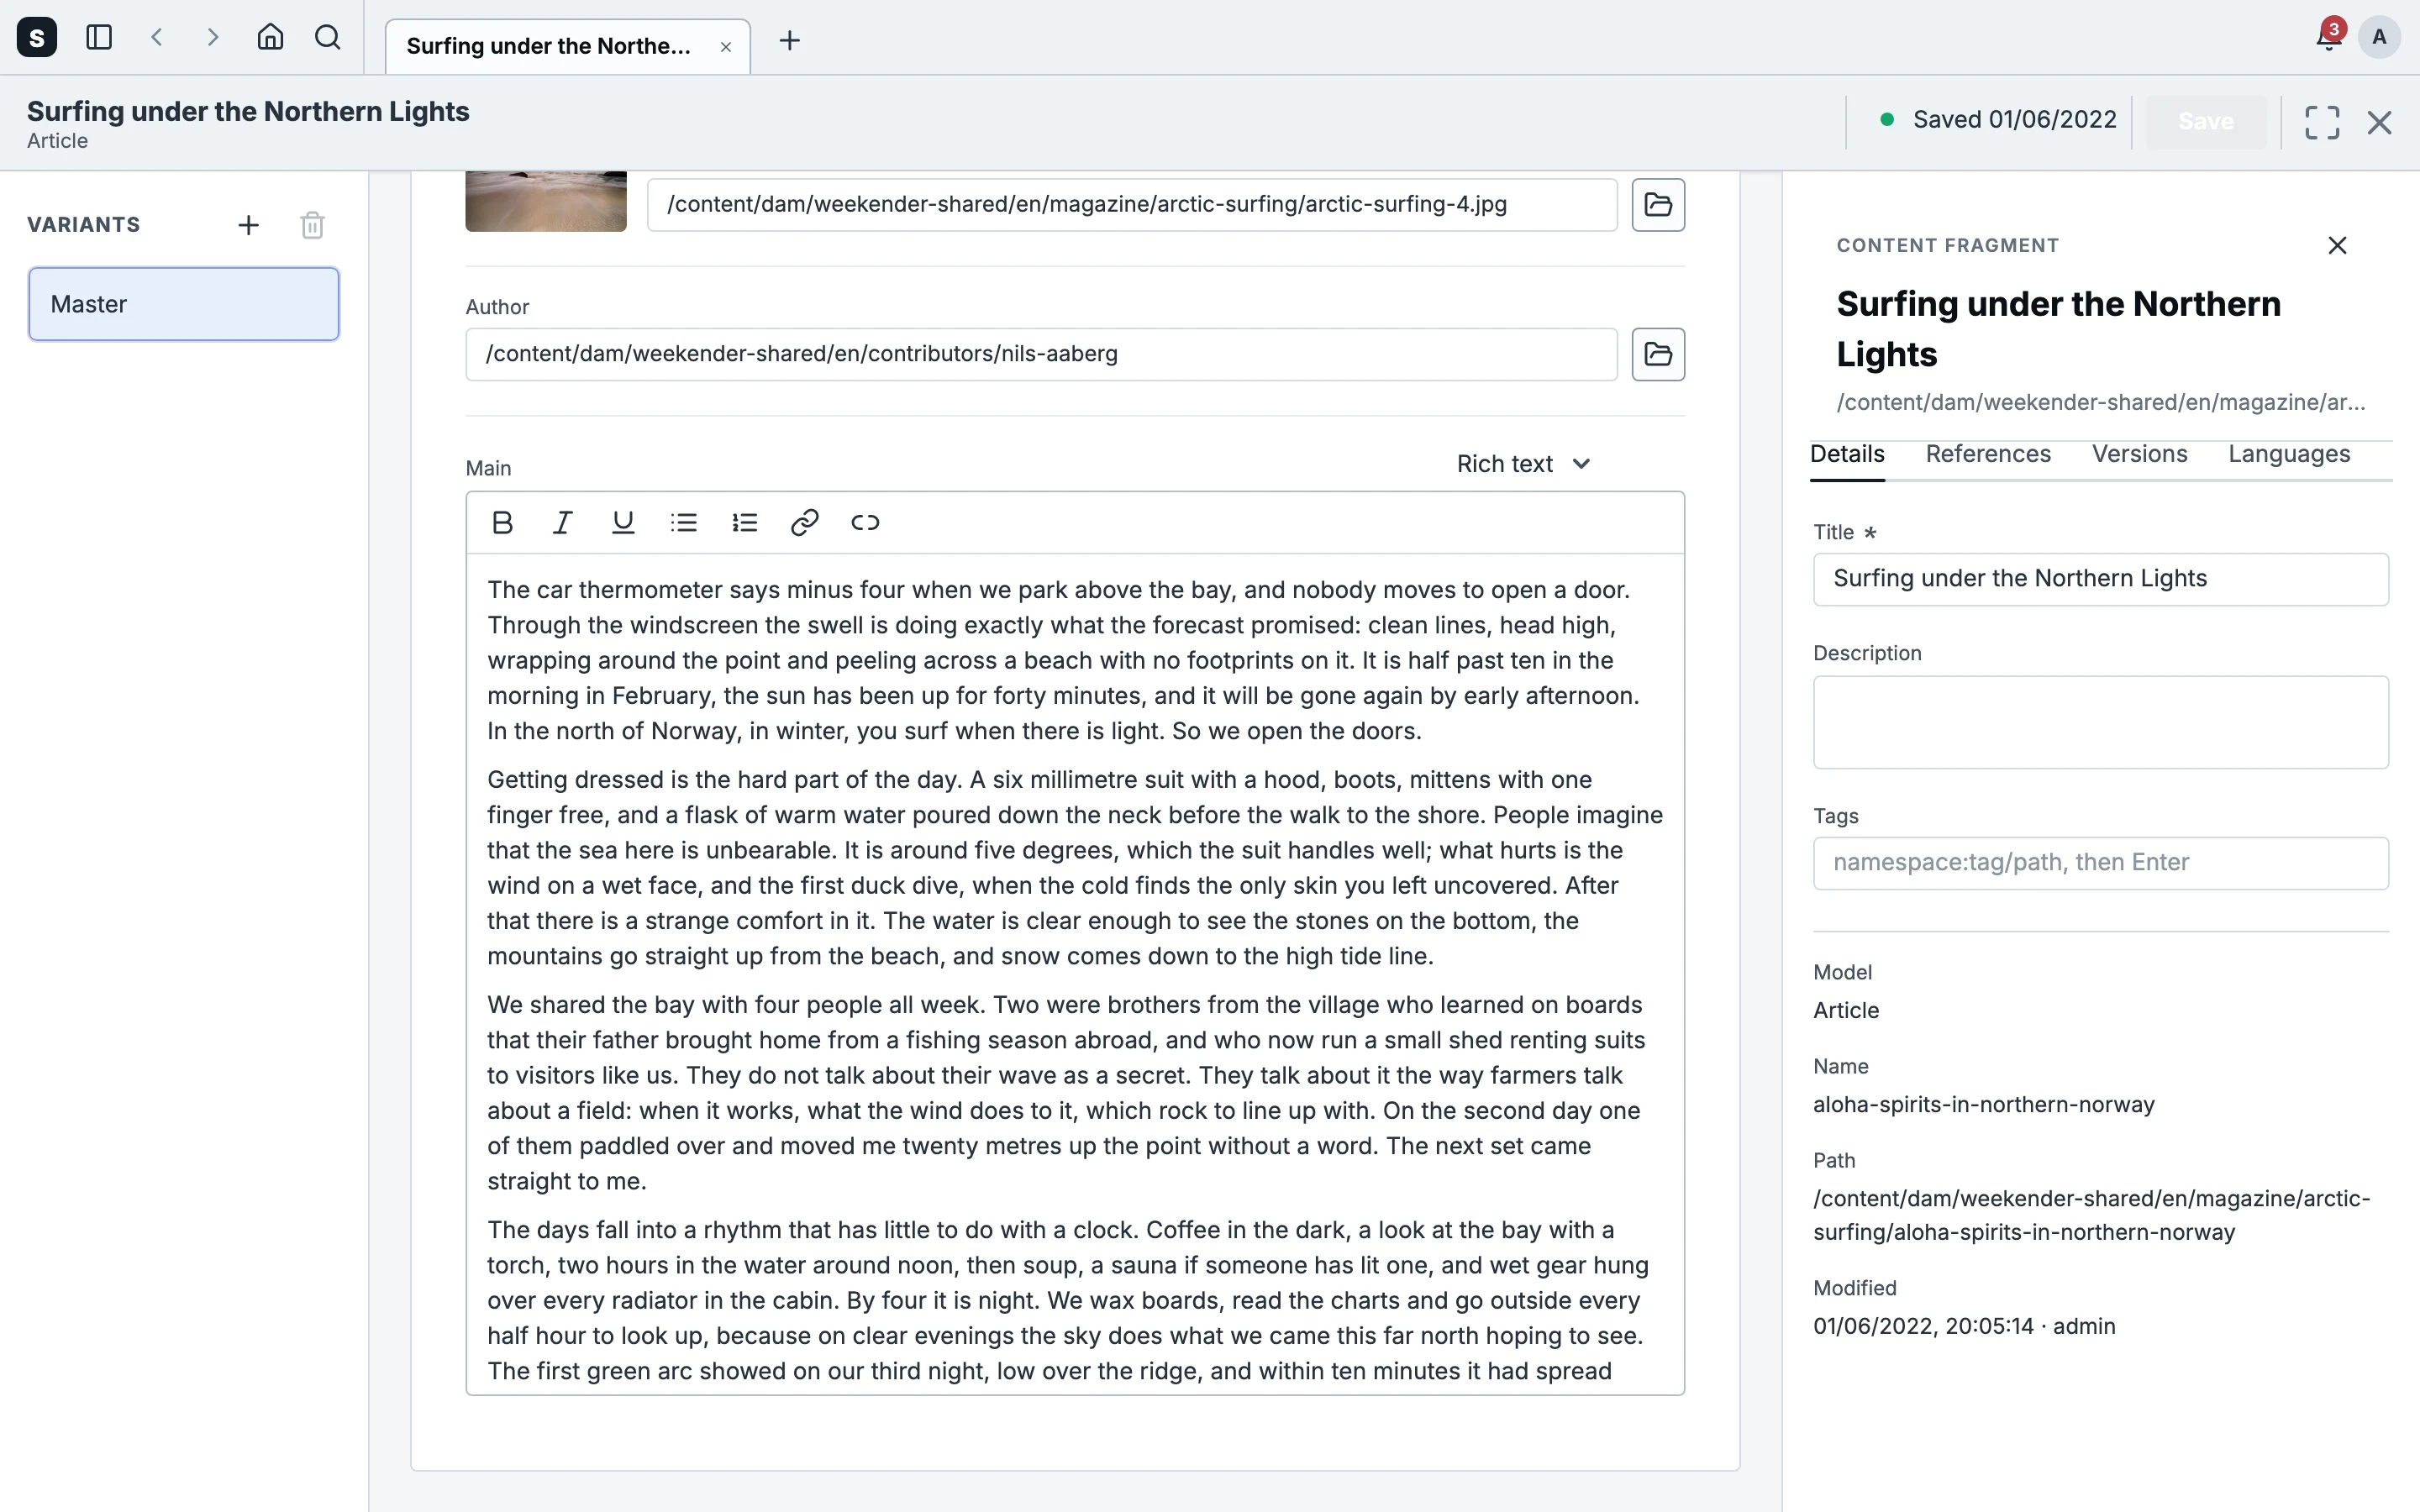 S
Surfing under the Northe...
3
A
Surfing under the Northern Lights
Article
Saved 01/06/2022
Save
VARIANTS
Master
/content/dam/weekender-shared/en/magazine/arctic-surfing/arctic-surfing-4.jpg
Author
/content/dam/weekender-shared/en/contributors/nils-aaberg
Main
Rich text
The car thermometer says minus four when we park above the bay, and nobody moves to open a door.
Through the windscreen the swell is doing exactly what the forecast promised: clean lines, head high,
wrapping around the point and peeling across a beach with no footprints on it. It is half past ten in the
morning in February, the sun has been up for forty minutes, and it will be gone again by early afternoon.
In the north of Norway, in winter, you surf when there is light. So we open the doors.
Getting dressed is the hard part of the day. A six millimetre suit with a hood, boots, mittens with one
finger free, and a flask of warm water poured down the neck before the walk to the shore. People imagine
that the sea here is unbearable. It is around five degrees, which the suit handles well; what hurts is the
wind on a wet face, and the first duck dive, when the cold finds the only skin you left uncovered. After
that there is a strange comfort in it. The water is clear enough to see the stones on the bottom, the
mountains go straight up from the beach, and snow comes down to the high tide line.
We shared the bay with four people all week. Two were brothers from the village who learned on boards
that their father brought home from a fishing season abroad, and who now run a small shed renting suits
to visitors like us. They do not talk about their wave as a secret. They talk about it the way farmers talk
about a field: when it works, what the wind does to it, which rock to line up with. On the second day one
of them paddled over and moved me twenty metres up the point without a word. The next set came
straight to me.
The days fall into a rhythm that has little to do with a clock. Coffee in the dark, a look at the bay with a
torch, two hours in the water around noon, then soup, a sauna if someone has lit one, and wet gear hung
over every radiator in the cabin. By four it is night. We wax boards, read the charts and go outside every
half hour to look up, because on clear evenings the sky does what we came this far north hoping to see.
The first green arc showed on our third night, low over the ridge, and within ten minutes it had spread
CONTENT FRAGMENT
Surfing under the Northern
Lights
/content/dam/weekender-shared/en/magazine/ar...
Details
References
Versions
Languages
Title *
Surfing under the Northern Lights
Description
Tags
namespace:tag/path, then Enter
Model
Article
Name
aloha-spirits-in-northern-norway
Path
/content/dam/weekender-shared/en/magazine/arctic-
surfing/aloha-spirits-in-northern-norway
Modified
01/06/2022, 20:05:14 · admin